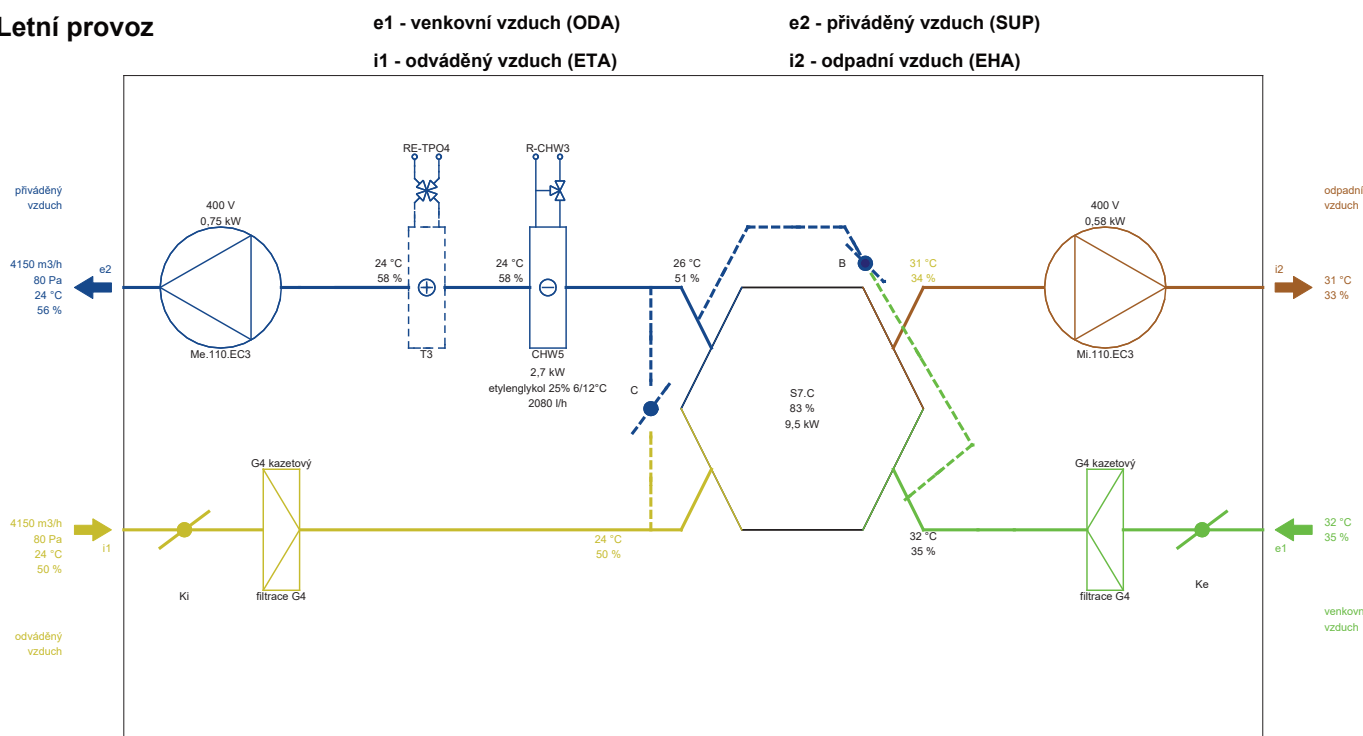 Letní provoz
e1 - venkovní vzduch (ODA)
e2 - přiváděný vzduch (SUP)
i1 - odváděný vzduch (ETA)
i2 - odpadní vzduch (EHA)
RE-TPO4
R-CHW3
přiváděný
vzduch
400 V
0,75 kW
400 V
0,58 kW
odpadní
vzduch
4150 m3/h
80 Pa
24 °C
56 %
e2
24 °C
58 %
24 °C
58 %
26 °C
51 %
B
31 °C
34 %
i2
31 °C
33 %
Me.110.EC3
T3
CHW5
2,7 kW
etylenglykol 25% 6/12°C
2080 l/h
C
S7.C
83 %
9,5 kW
Mi.110.EC3
G4 kazetový
G4 kazetový
4150 m3/h
80 Pa
24 °C
50 %
i1
24 °C
50 %
32 °C
35 %
e1
32 °C
35 %
Ki
filtrace G4
filtrace G4
Ke
odváděný
vzduch
venkovn
vzduch